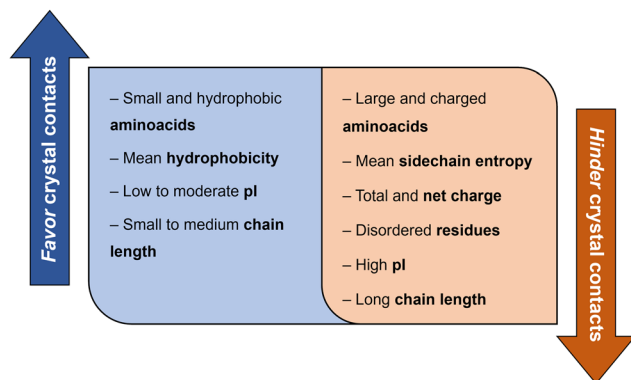 Favor crystal contacts
– Small and hydrophobic
aminoacids
– Mean hydrophobicity
– Low to moderate pI
– Small to medium chain
length
– Large and charged
aminoacids
– Mean sidechain entropy
– Total and net charge
– Disordered residues
– High pI
– Long chain length
Hinder crystal contacts